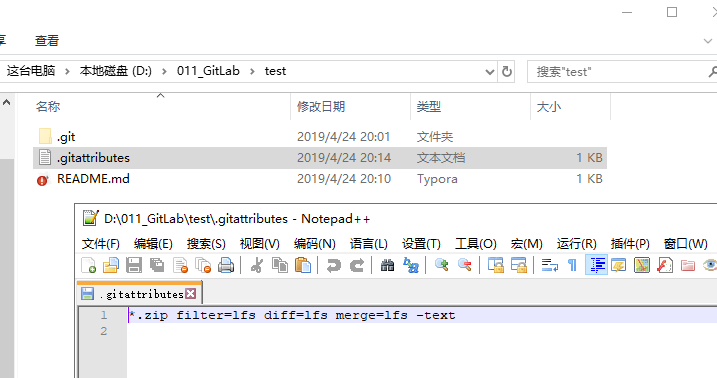 享 查看
这台电脑 本地磁盘 (D:) 011_GitLab test 搜索"test"
名称 修改日期 类型 大小
.git 2019/4/24 20:01 文件夹
.gitattributes 2019/4/24 20:14 文本文档 1 KB
README.md 2019/4/24 20:10 Typora 1 KB
D:\011_GitLab\test\.gitattributes - Notepad++
文件(F) 编辑(E) 搜索(S) 视图(V) 编码(N) 语言(L) 设置(T) 工具(O) 宏(M) 运行(R) 插件(P) 窗口(W)
.gitattributes
1 *.zip filter=lfs diff=lfs merge=lfs -text
2